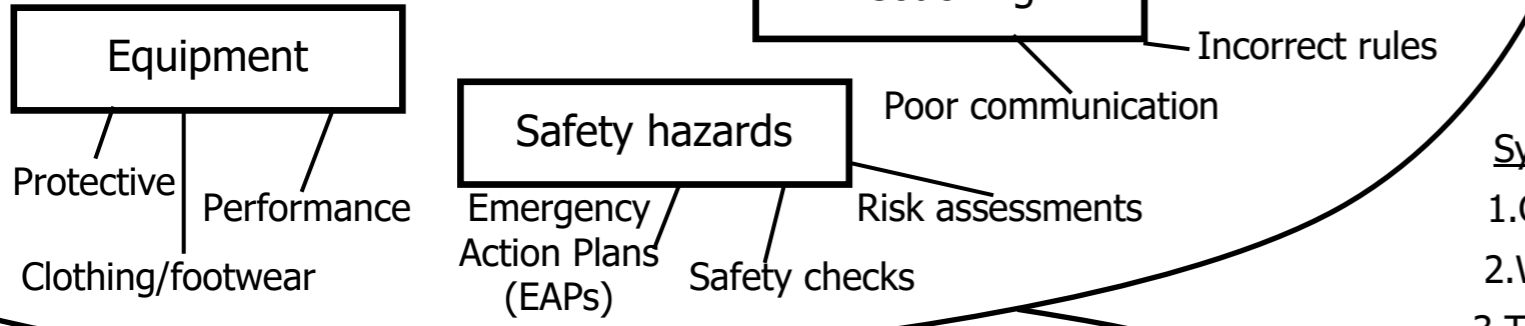 Equipment
Protective
Performance
Clothing/footwear
Safety hazards
Emergency
Action Plans
(EAPs)
Safety checks
Risk assessments
Poor communication
Incorrect rules